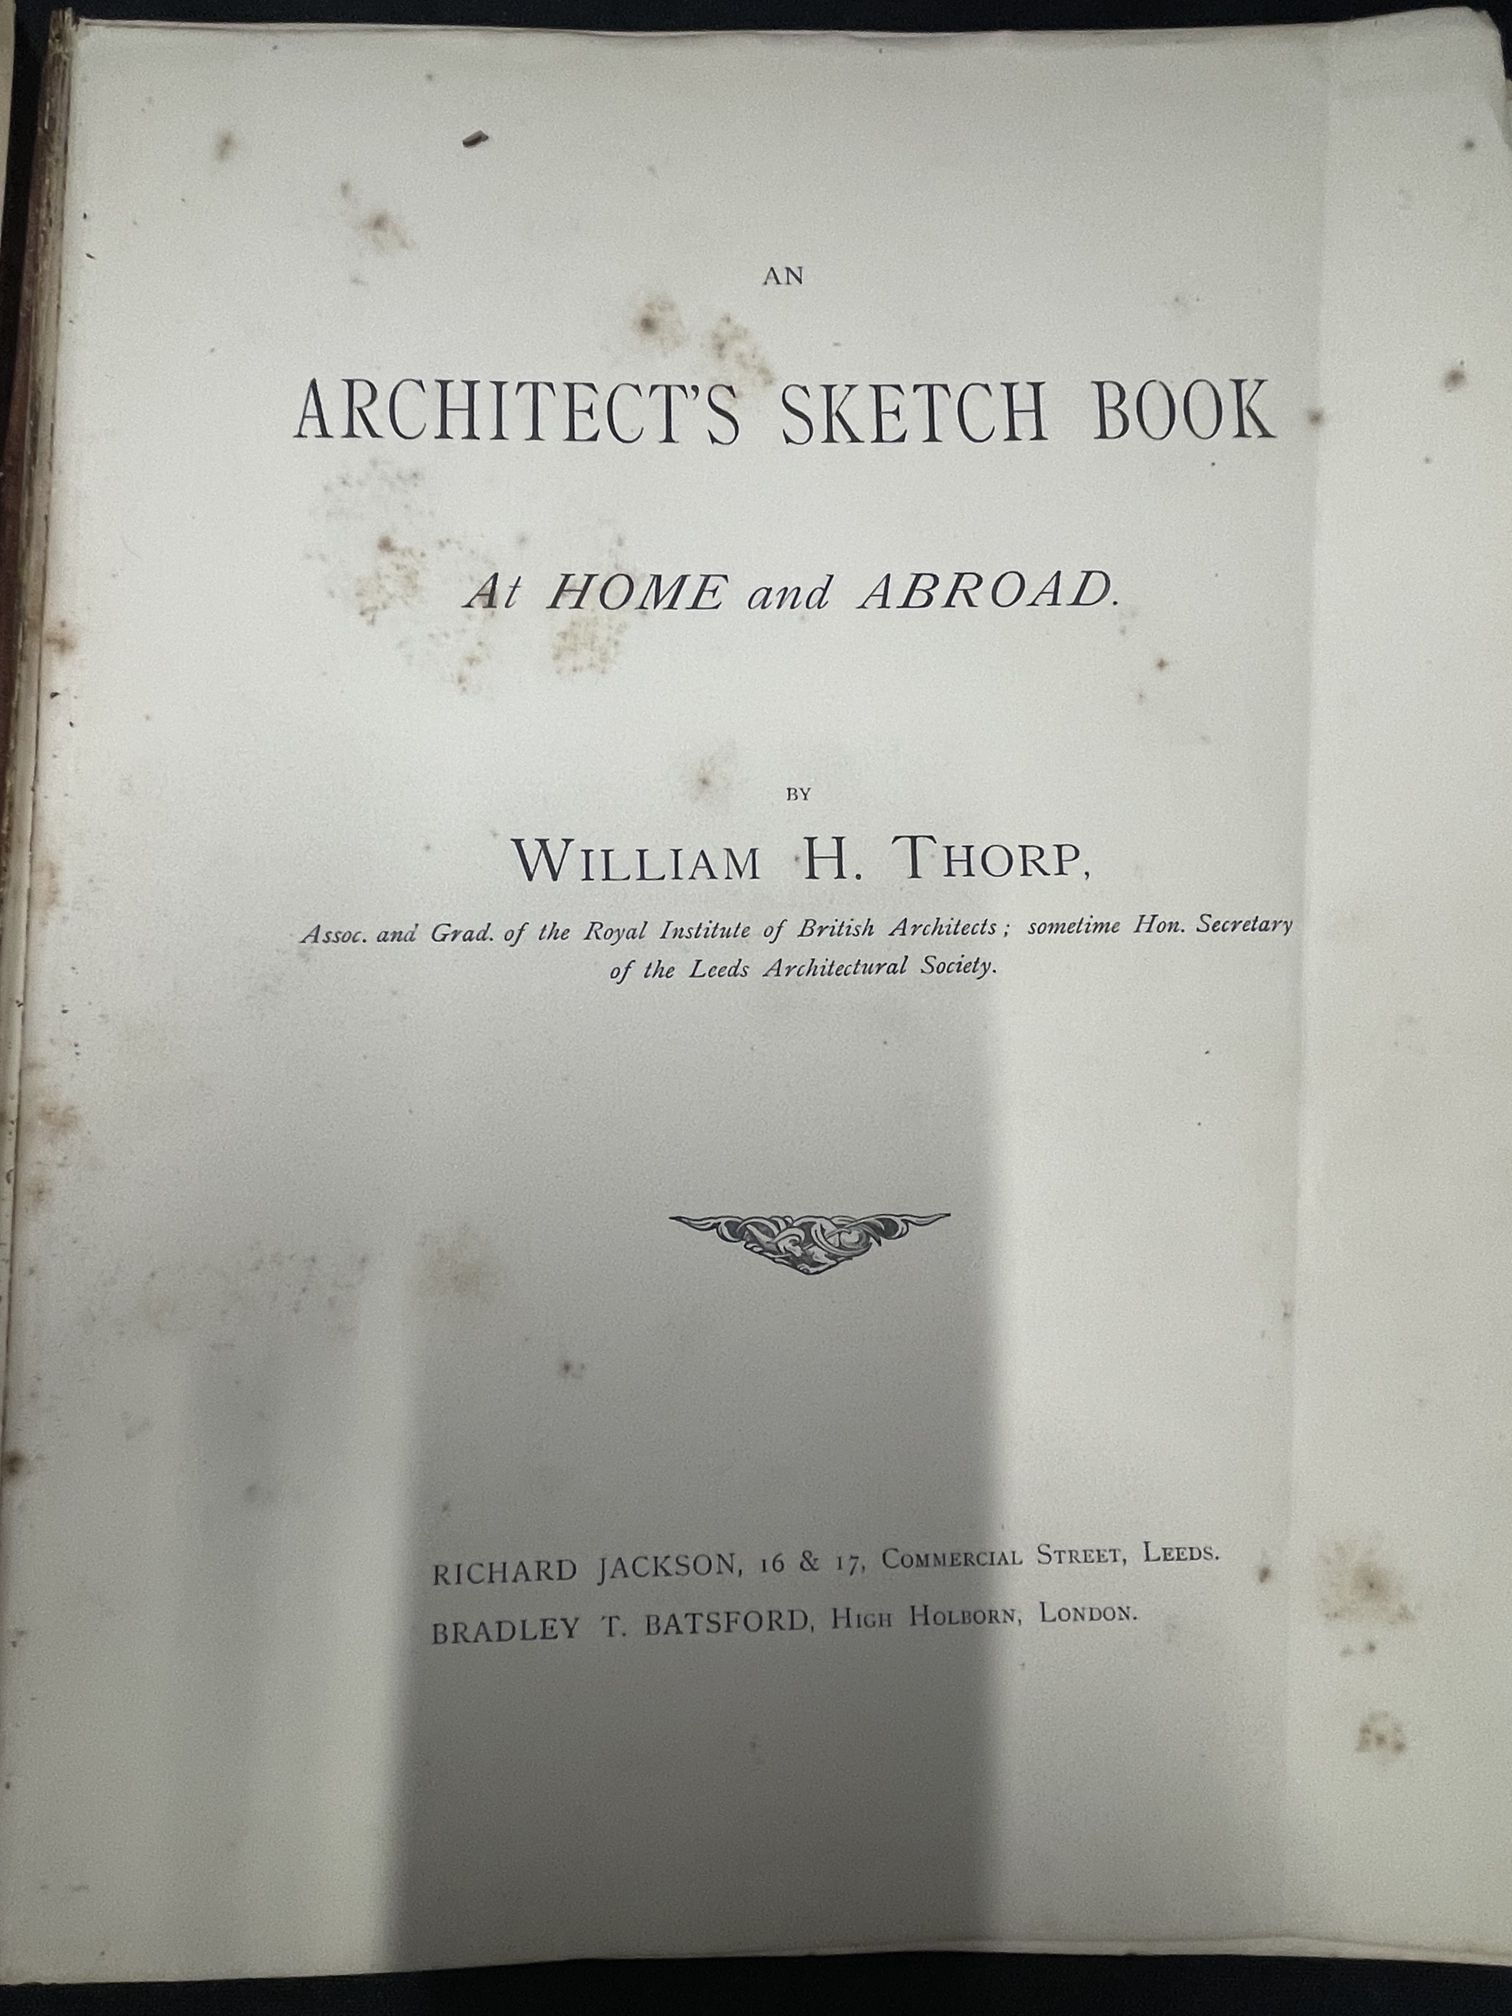 AN
ARCHITECT'S SKETCH BOOK
At HOME and ABROAD.
BY
WILLIAM H. THORP,
Assoc. and Grad. of the Royal Institute of British Architects; sometime Hon. Secretary
of the Leeds Architectural Society.
RICHARD JACKSON, 16 & 17, COMMERCIAL STREET, LEEDS.
BRADLEY T. BATSFORD, HIGH HOLBORN, LONDON.